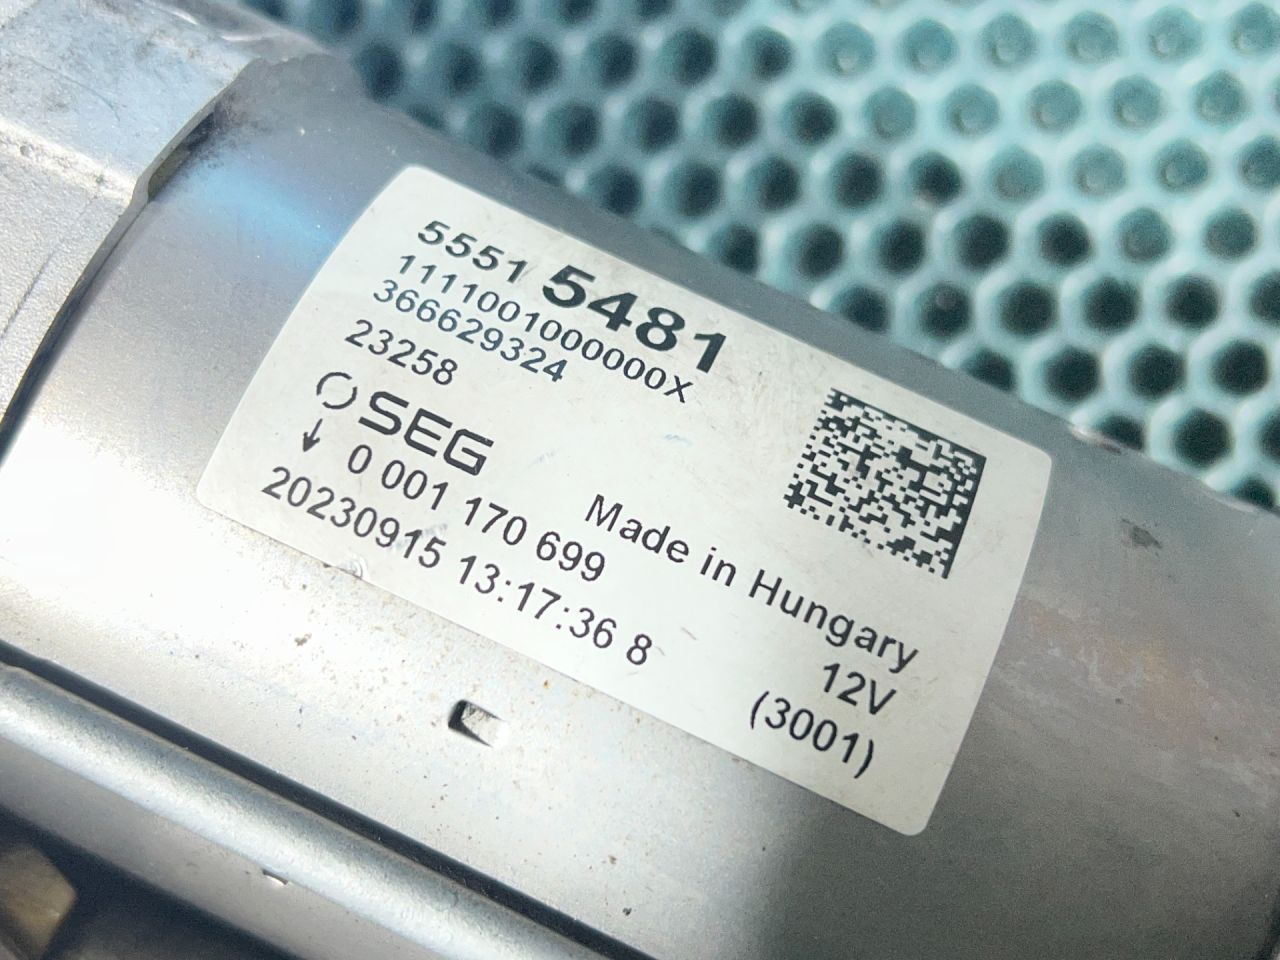 5551 5481
111100100000X
366629324
23258
SEG
0 001 170 699
20230915 13:17:36 8
Made in Hungary
12V
(3001)